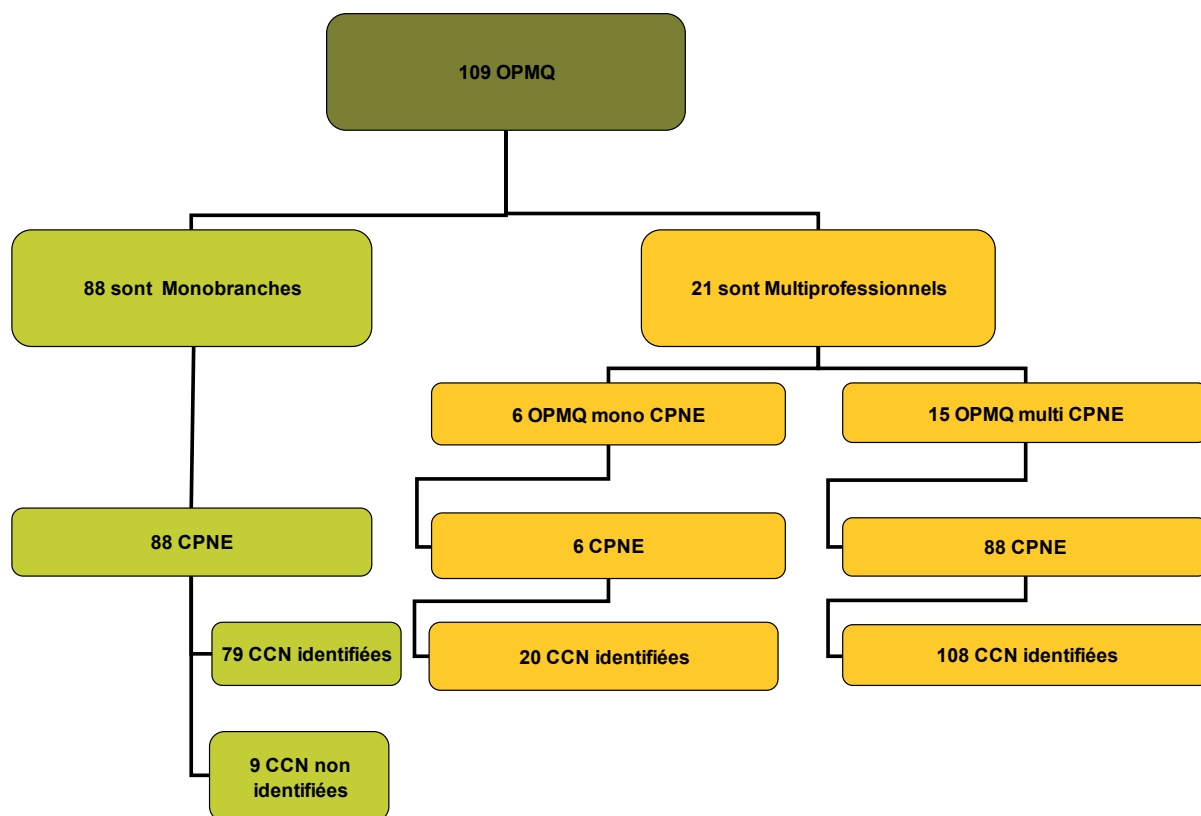 109 OPMQ
88 sont Monobranches
21 sont Multiprofessionnels
6 OPMQ mono CPNE
15 OPMQ multi CPNE
88 CPNE
6 CPNE
88 CPNE
79 CCN identifiées
20 CCN identifiées
108 CCN identifiées
9 CCN non
identifiées